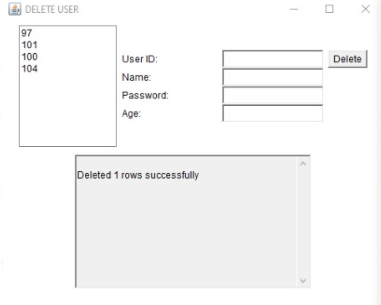 DELETE USER
97
101
100
104
User ID:
Delete
Name:
Password:
Age:
Deleted 1 rows successfully